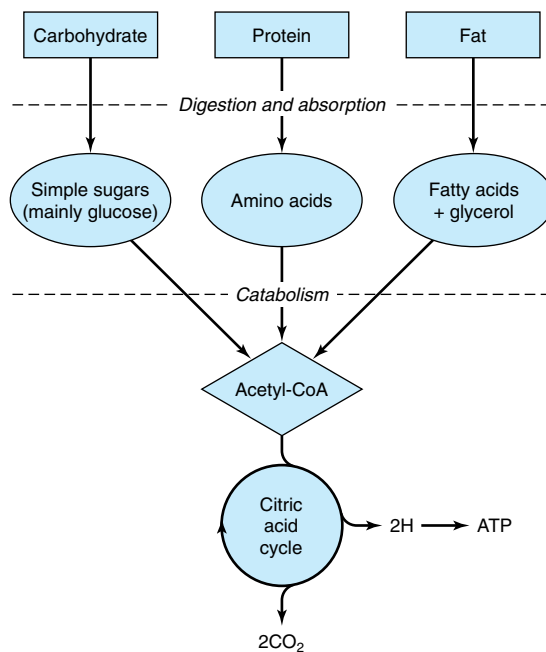 Carbohydrate
Protein
Fat
Digestion and absorption
Simple sugars
(mainly glucose)
Amino acids
Fatty acids
+ glycerol
Catabolism
Acetyl-CoA
Citric
acid
cycle
2H
ATP
2CO₂